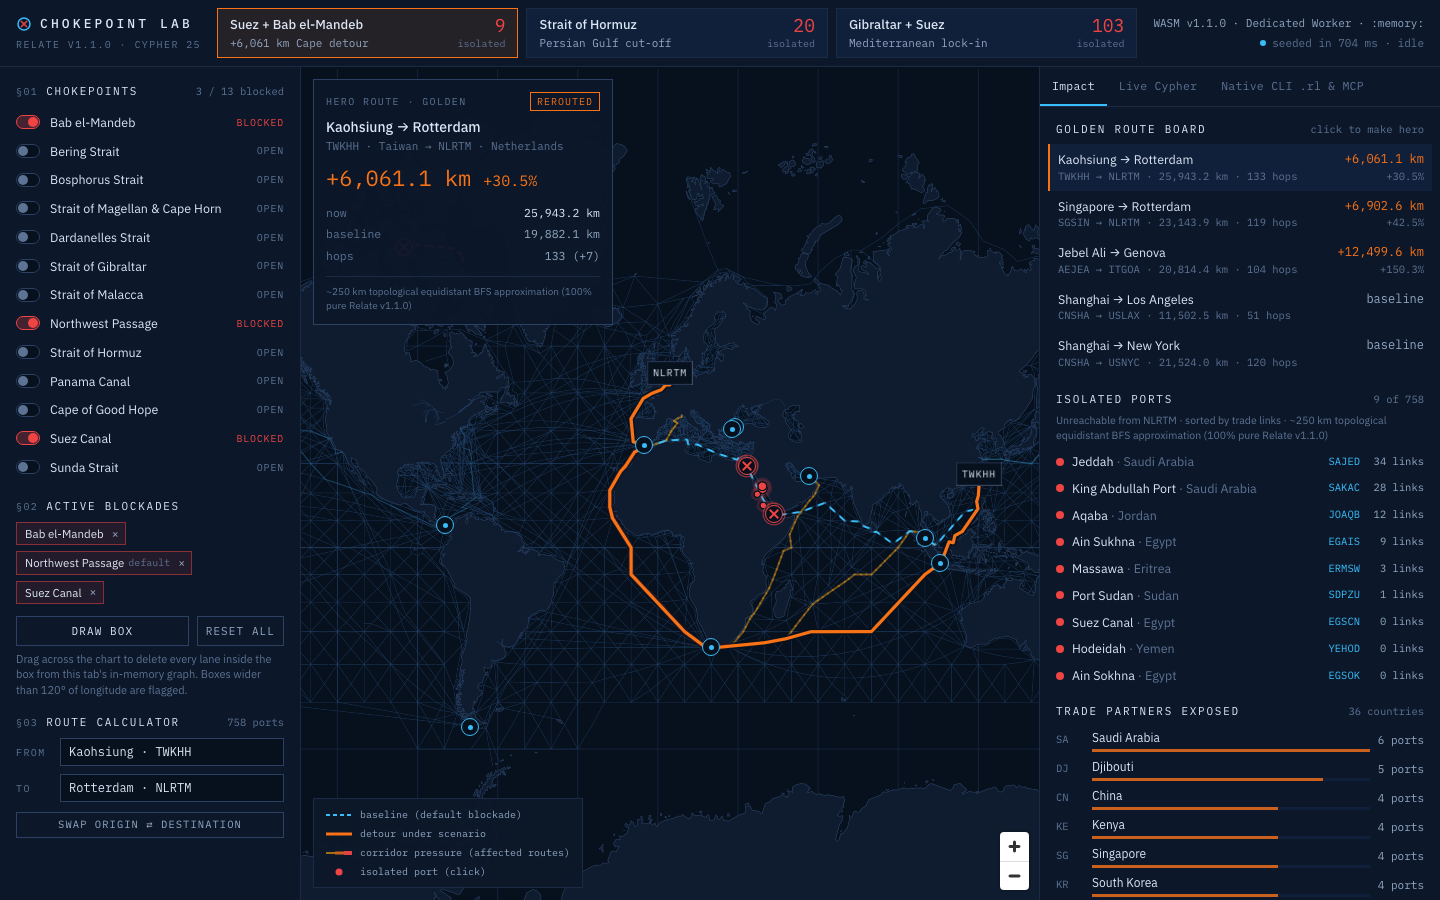 CHOKEPOINT LAB
RELATE V1.1.0 · CYPHER 25
Suez + Bab el-Mandeb 9
+6,061 km Cape detour isolated
Strait of Hormuz 20
Persian Gulf cut-off isolated
Gibraltar + Suez 103
Mediterranean lock-in isolated
WASM v1.1.0 · Dedicated Worker · :memory:
seeded in 704 ms · idle
§01 CHOKEPOINTS 3 / 13 blocked
Bab el-Mandeb BLOCKED
Bering Strait OPEN
Bosphorus Strait OPEN
Strait of Magellan & Cape Horn OPEN
Dardanelles Strait OPEN
Strait of Gibraltar OPEN
Strait of Malacca OPEN
Northwest Passage BLOCKED
Strait of Hormuz OPEN
Panama Canal OPEN
Cape of Good Hope OPEN
Suez Canal BLOCKED
Sunda Strait OPEN
§02 ACTIVE BLOCKADES
Bab el-Mandeb ×
Northwest Passage default ×
Suez Canal ×
DRAW BOX RESET ALL
Drag across the chart to delete every lane inside the
box from this tab's in-memory graph. Boxes wider
than 120° of longitude are flagged.
§03 ROUTE CALCULATOR 758 ports
FROM Kaohsiung · TWKHH
TO Rotterdam · NLRTM
SWAP ORIGIN ⇄ DESTINATION
HERO ROUTE · GOLDEN REROUTED
Kaohsiung → Rotterdam
TWKHH · Taiwan → NLRTM · Netherlands
+6,061.1 km +30.5%
now 25,943.2 km
baseline 19,882.1 km
hops 133 (+7)
~250 km topological equidistant BFS approximation (100%
pure Relate v1.1.0)
NLRTM
TWKHH
baseline (default blockade)
detour under scenario
corridor pressure (affected routes)
isolated port (click)
+
−
Impact Live Cypher Native CLI .rl & MCP
GOLDEN ROUTE BOARD click to make hero
Kaohsiung → Rotterdam +6,061.1 km
TWKHH → NLRTM · 25,943.2 km · 133 hops +30.5%
Singapore → Rotterdam +6,902.6 km
SGSIN → NLRTM · 23,143.9 km · 119 hops +42.5%
Jebel Ali → Genova +12,499.6 km
AEJEA → ITGOA · 20,814.4 km · 104 hops +150.3%
Shanghai → Los Angeles baseline
CNSHA → USLAX · 11,502.5 km · 51 hops
Shanghai → New York baseline
CNSHA → USNYC · 21,524.0 km · 120 hops
ISOLATED PORTS 9 of 758
Unreachable from NLRTM · sorted by trade links · ~250 km topological
equidistant BFS approximation (100% pure Relate v1.1.0)
Jeddah · Saudi Arabia SAJED 34 links
King Abdullah Port · Saudi Arabia SAKAC 28 links
Aqaba · Jordan JOAQB 12 links
Ain Sukhna · Egypt EGAIS 9 links
Massawa · Eritrea ERMSW 3 links
Port Sudan · Sudan SDPZU 1 links
Suez Canal · Egypt EGSCN 0 links
Hodeidah · Yemen YEHOD 0 links
Ain Sokhna · Egypt EGSOK 0 links
TRADE PARTNERS EXPOSED 36 countries
SA Saudi Arabia 6 ports
DJ Djibouti 5 ports
CN China 4 ports
KE Kenya 4 ports
SG Singapore 4 ports
KR South Korea 4 ports